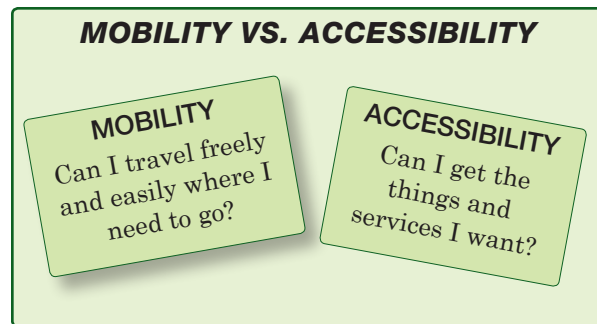 MOBILITY VS. ACCESSIBILITY
MOBILITY
Can I travel freely
and easily where I
need to go?
ACCESSIBILITY
Can I get the
things and
services I want?